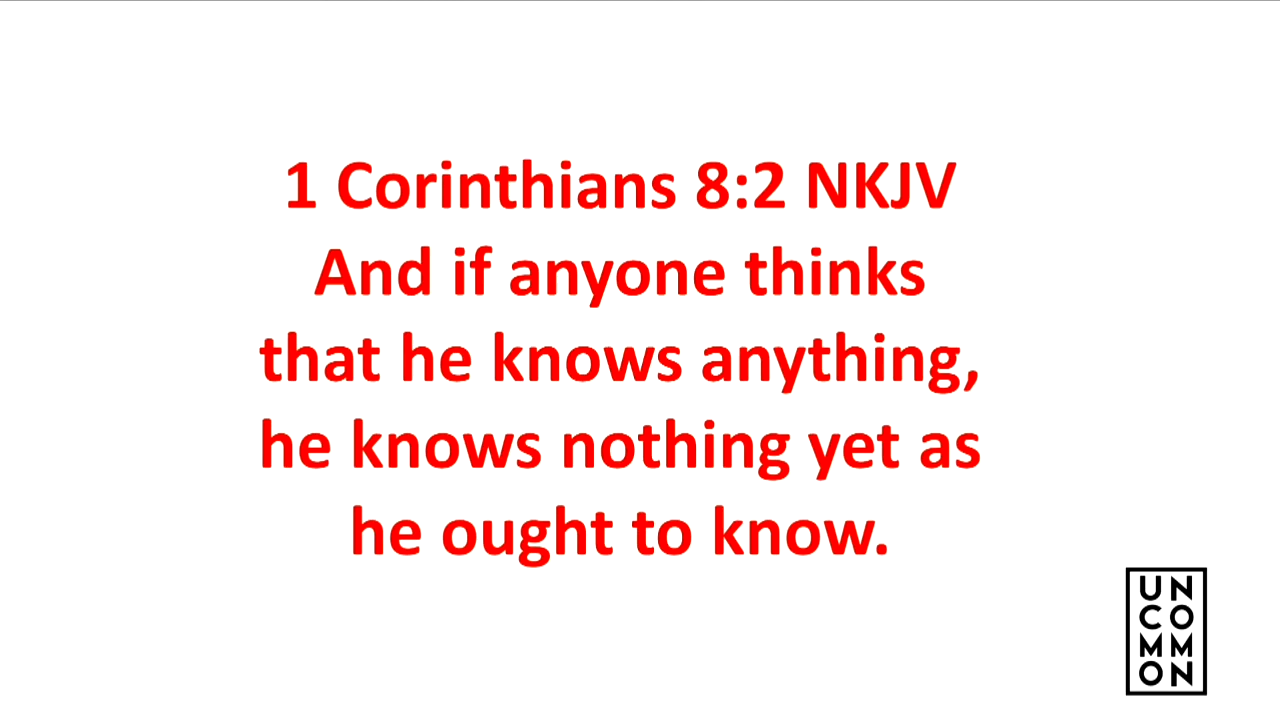 1 Corinthians 8:2 NKJV
And if anyone thinks
that he knows anything,
he knows nothing yet as
he ought to know.
UN
CO
MM
ON